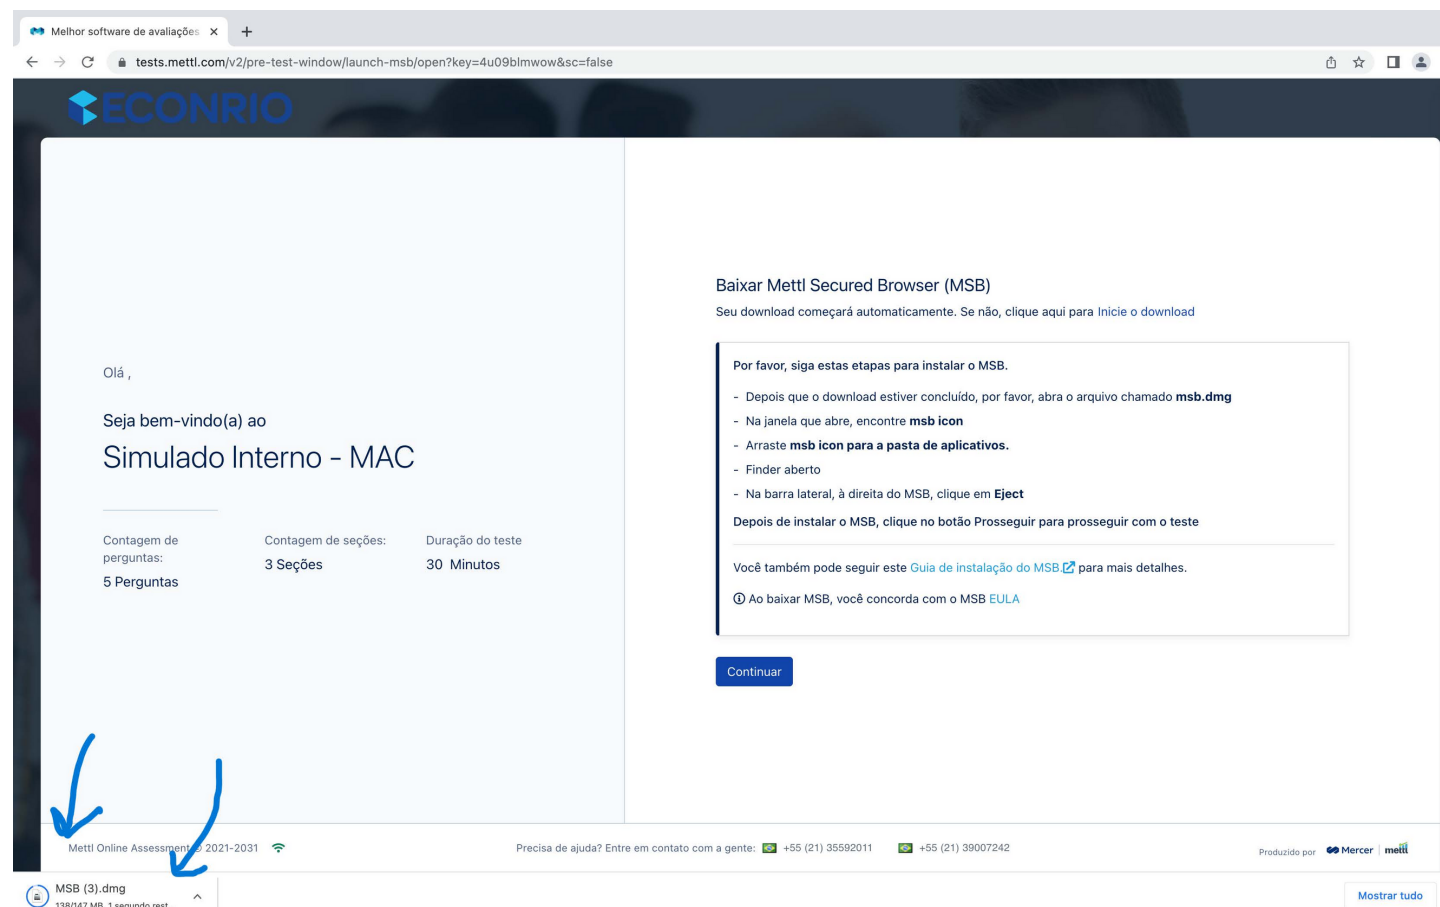 Melhor software de avaliações
tests.mettl.com/v2/pre-test-window/launch-msb/open?key=4u09blmwow&sc=false
ECONRIO
Olá ,
Seja bem-vindo(a) ao
Simulado Interno - MAC
Contagem de perguntas:
5 Perguntas
Contagem de seções:
3 Seções
Duração do teste
30 Minutos
Baixar Mettl Secured Browser (MSB)
Seu download começará automaticamente. Se não, clique aqui para Inicie o download
Por favor, siga estas etapas para instalar o MSB.
- Depois que o download estiver concluído, por favor, abra o arquivo chamado msb.dmg
- Na janela que abre, encontre msb icon
- Arraste msb icon para a pasta de aplicativos.
- Finder aberto
- Na barra lateral, à direita do MSB, clique em Eject
Depois de instalar o MSB, clique no botão Prosseguir para prosseguir com o teste
Você também pode seguir este Guia de instalação do MSB. para mais detalhes.
Ao baixar MSB, você concorda com o MSB EULA
Continuar
Mettl Online Assessment © 2021-2031
Precisa de ajuda? Entre em contato com a gente: +55 (21) 35592011 +55 (21) 39007242
Produzido por Mercer | mettl
MSB (3).dmg
138/147 MB, 1 segundo rest...
Mostrar tudo